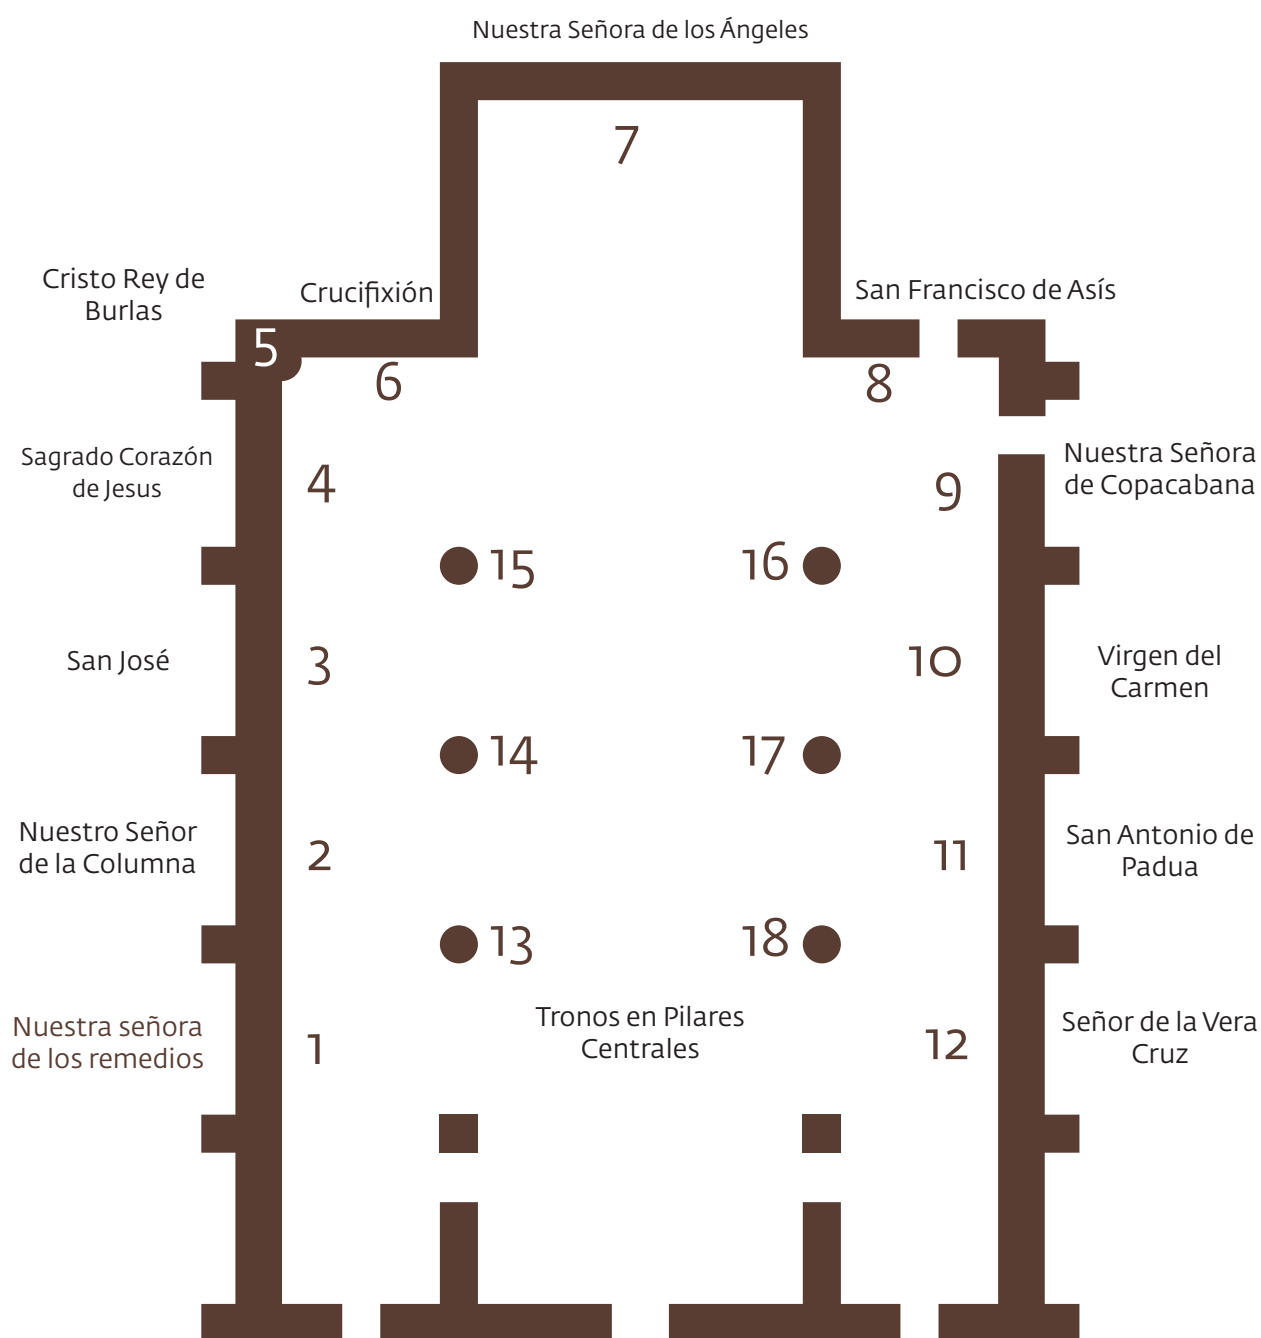 Nuestra Señora de los Ángeles
7
Cristo Rey de
Burlas
Crucifixión
San Francisco de Asís
5
6
8
Sagrado Corazón
de Jesus
4
9
Nuestra Señora
de Copacabana
15
16
San José
3
10
Virgen del
Carmen
14
17
Nuestro Señor
de la Columna
2
11
San Antonio de
Padua
13
18
Nuestra señora
de los remedios
1
Tronos en Pilares
Centrales
12
Señor de la Vera
Cruz